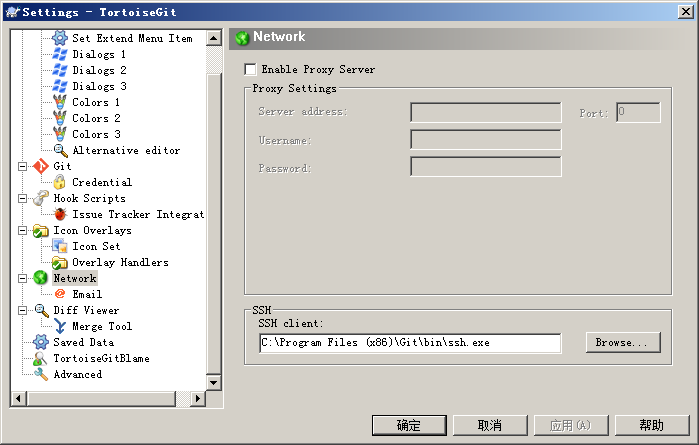 Settings - TortoiseGit
Set Extend Menu Item
Dialogs 1
Dialogs 2
Dialogs 3
Colors 1
Colors 2
Colors 3
Alternative editor
Git
Credential
Hook Scripts
Issue Tracker Integrat
Icon Overlays
Icon Set
Overlay Handlers
Network
Email
Diff Viewer
Merge Tool
Saved Data
TortoiseGitBlame
Advanced
Network
Enable Proxy Server
Proxy Settings
Server address:
Port: 0
Username:
Password:
SSH
SSH client:
C:\Program Files (x86)\Git\bin\ssh.exe
Browse...
确定
取消
应用(A)
帮助